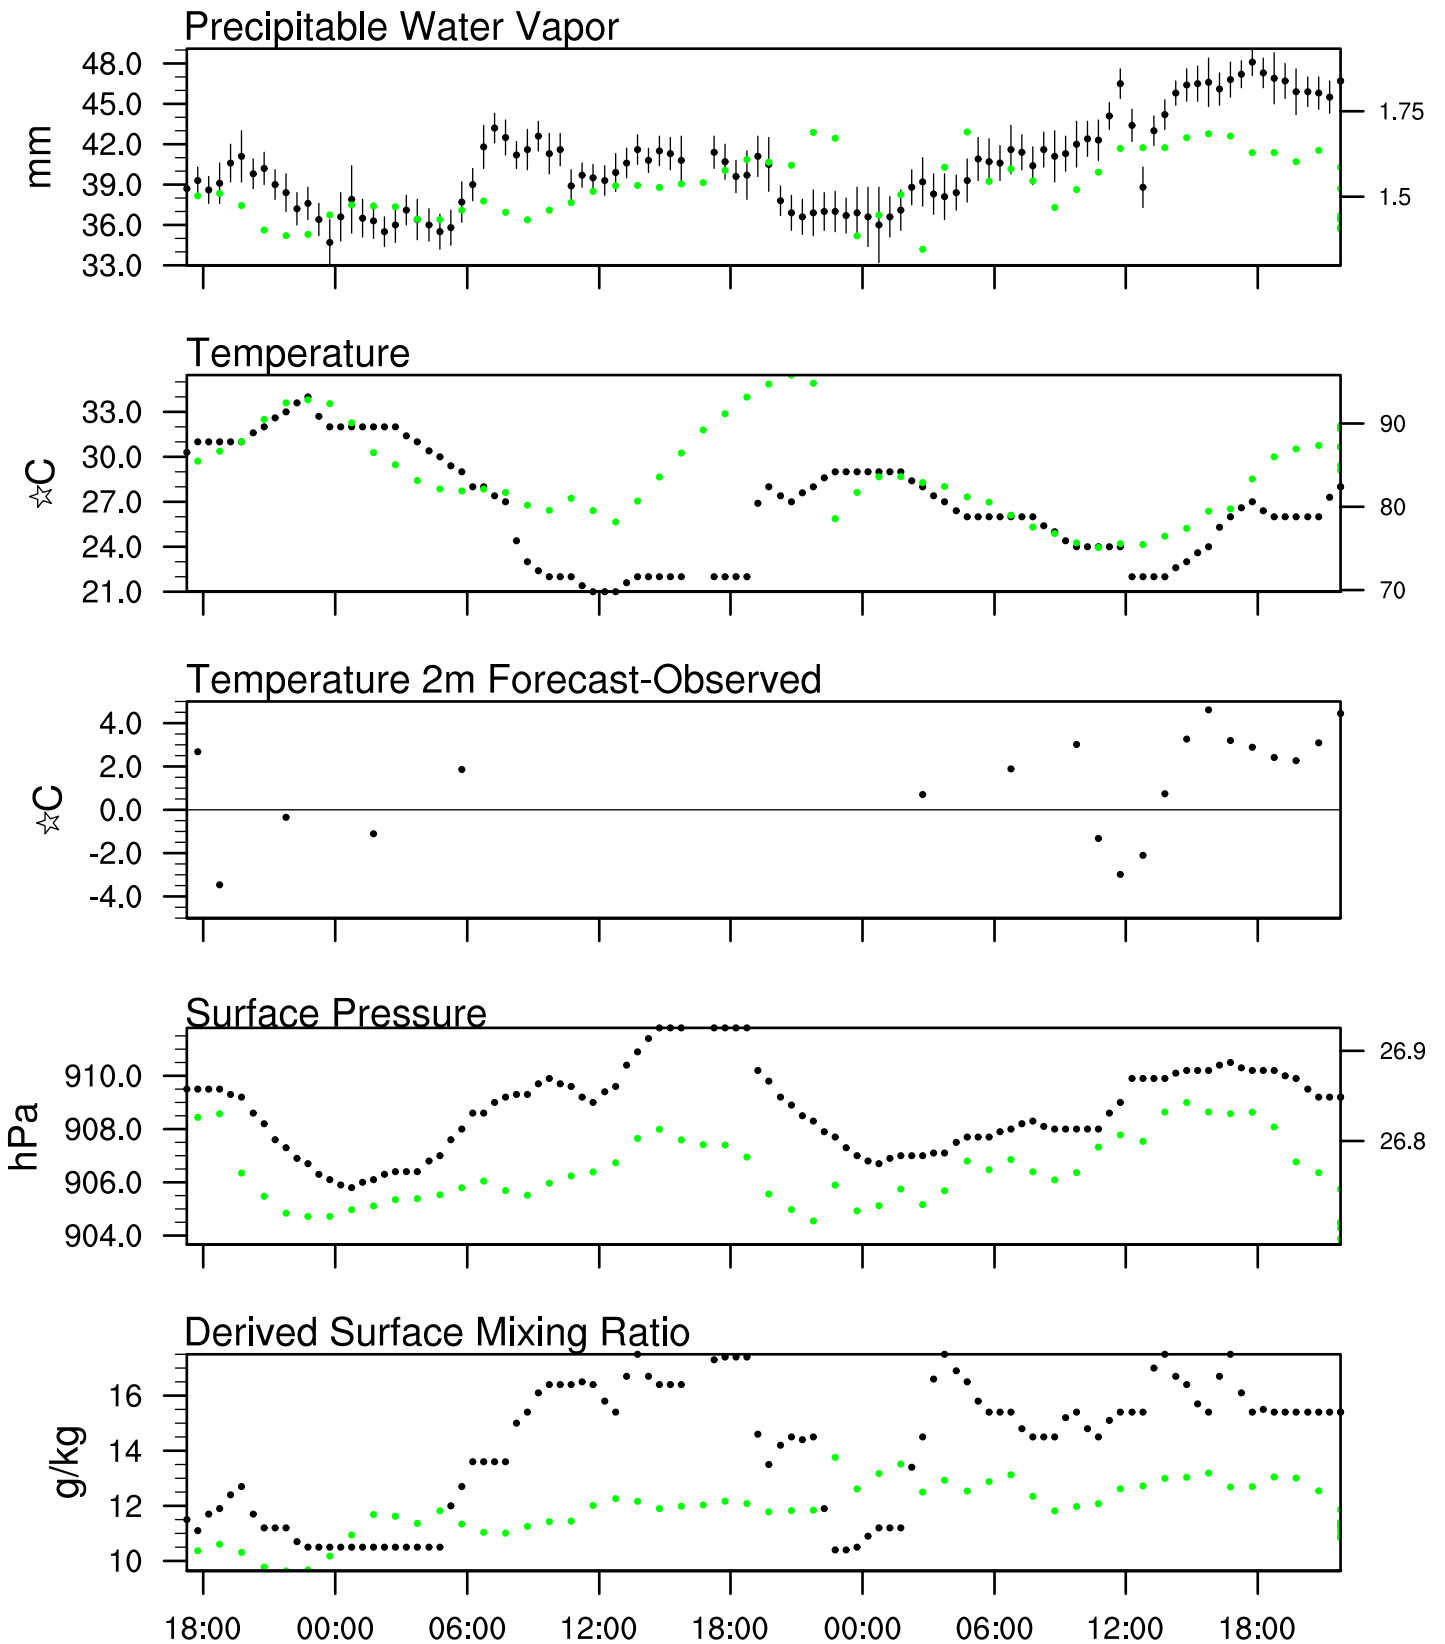 Precipitable Water Vapor
48.0
45.0
42.0
39.0
36.0
33.0
mm
1.75
1.5
Temperature
33.0
30.0
27.0
24.0
21.0
☆C
90
80
70
Temperature 2m Forecast-Observed
4.0
2.0
0.0
-2.0
-4.0
☆C
Surface Pressure
910.0
908.0
906.0
904.0
hPa
26.9
26.8
Derived Surface Mixing Ratio
16
14
12
10
g/kg
18:00 00:00 06:00 12:00 18:00 00:00 06:00 12:00 18:00